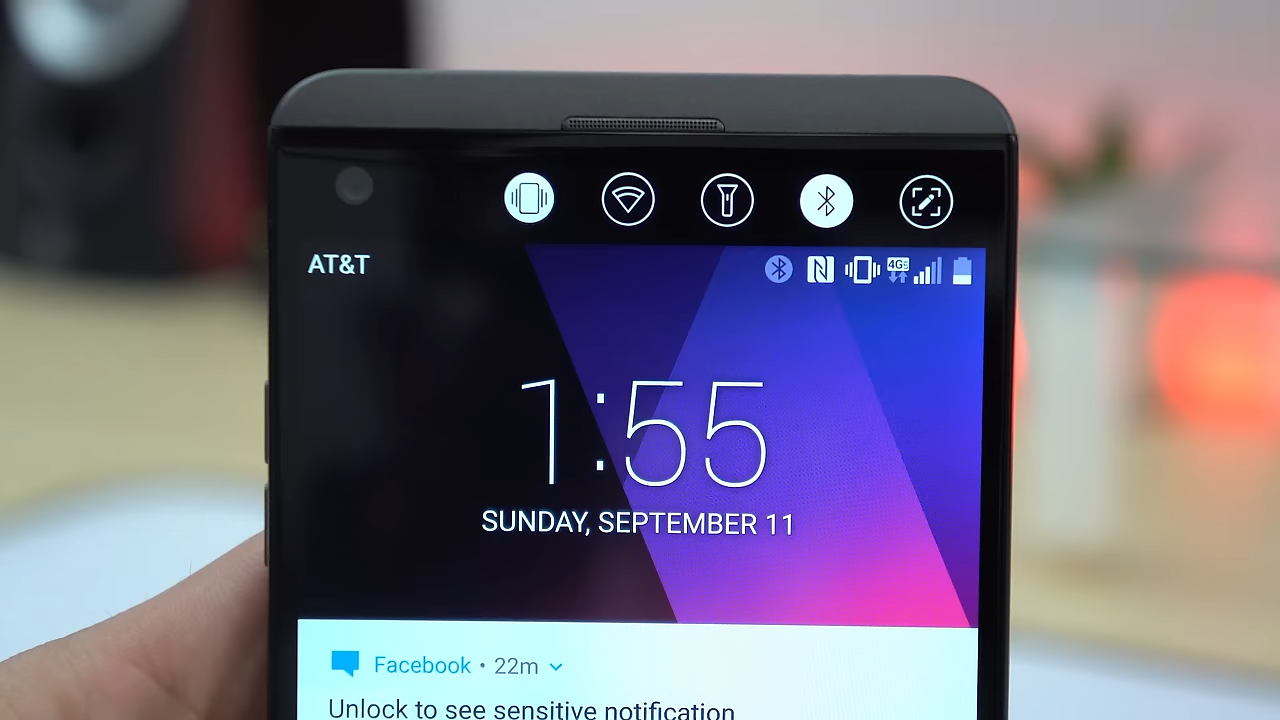 AT&T
4G
1:55
SUNDAY, SEPTEMBER 11
Facebook • 22m
Unlock to see sensitive notification